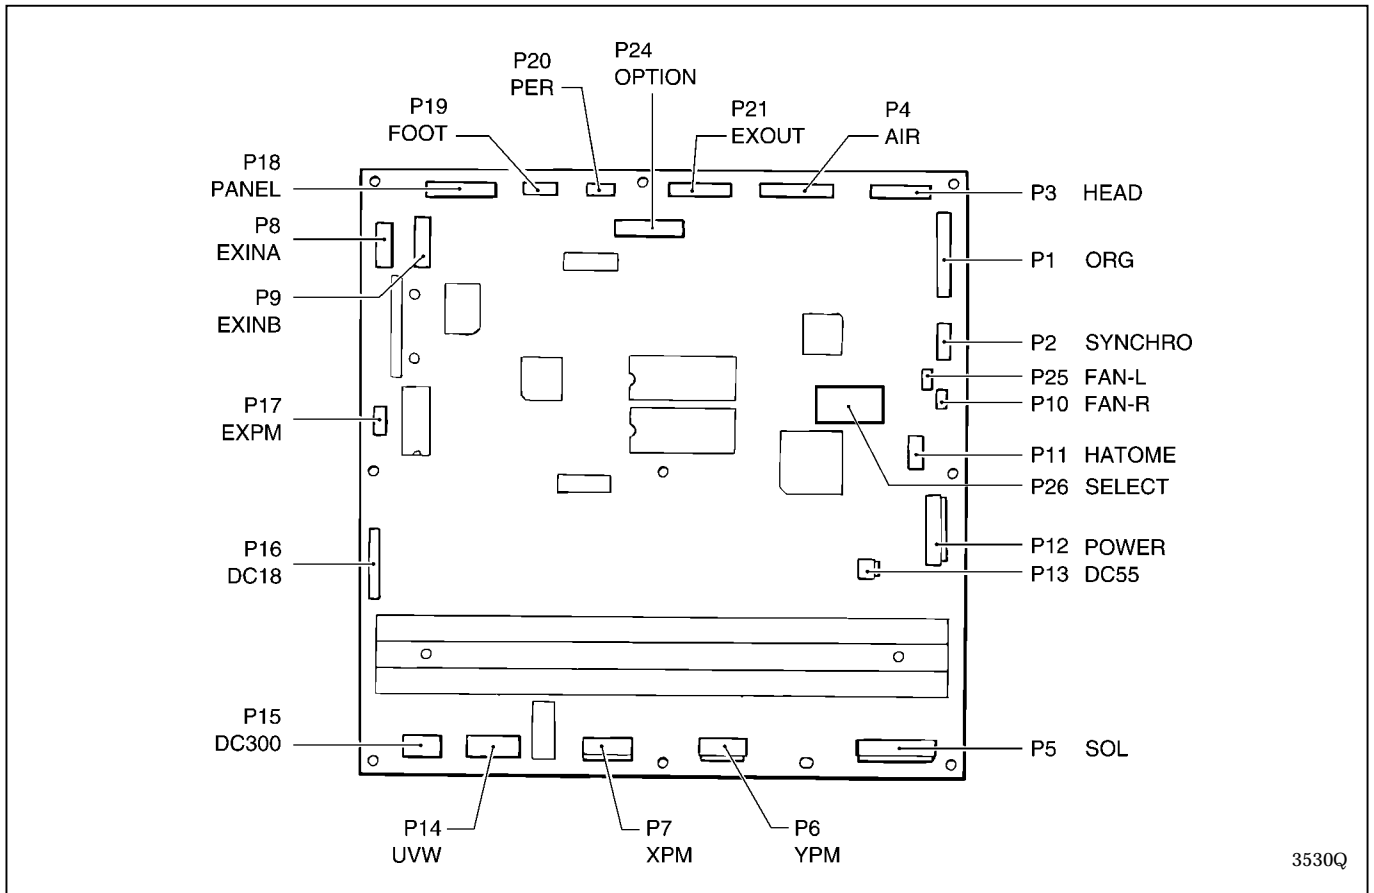 P24
OPTION
P20
PER
P19
FOOT
P21
EXOUT
P4
AIR
P18
PANEL
P8
EXINA
P9
EXINB
P17
EXPM
P16
DC18
P15
DC300
P3 HEAD
P1 ORG
P2 SYNCHRO
P25 FAN-L
P10 FAN-R
P11 HATOME
P26 SELECT
P12 POWER
P13 DC55
P5 SOL
P14
UVW
P7
XPM
P6
YPM
3530Q